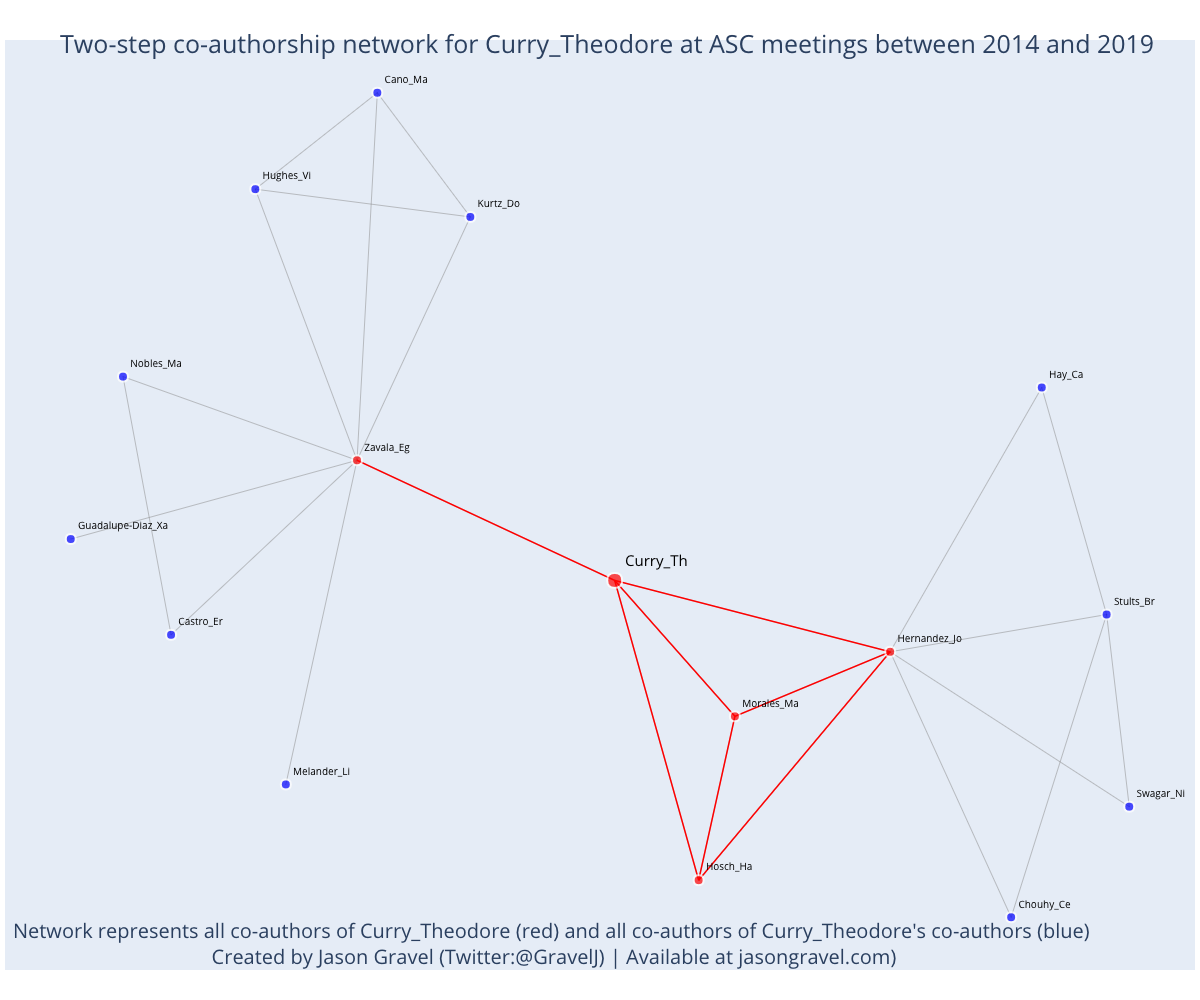 Two-step co-authorship network for Curry_Theodore at ASC meetings between 2014 and 2019
Cano_Ma
Hughes_Vi
Kurtz_Do
Nobles_Ma
Hay_Ca
Zavala_Eg
Guadalupe-Diaz_Xa
Curry_Th
Stults_Br
Castro_Er
Hernandez_Jo
Morales_Ma
Melander_Li
Swagar_Ni
Hosch_Ha
Chouhy_Ce
Network represents all co-authors of Curry_Theodore (red) and all co-authors of Curry_Theodore's co-authors (blue)
Created by Jason Gravel (Twitter:@GravelJ) | Available at jasongravel.com)